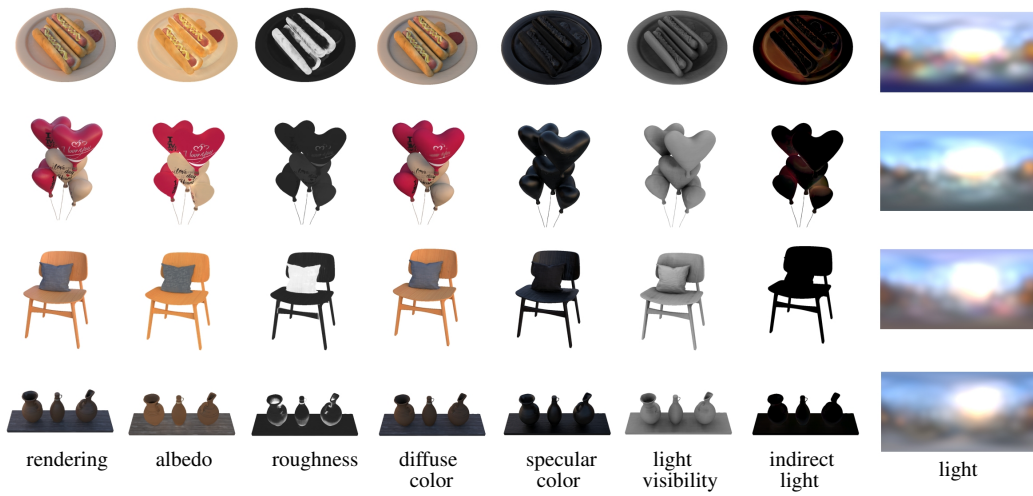 rendering
albedo
roughness
diffuse
color
specular
color
light
visibility
indirect
light
light